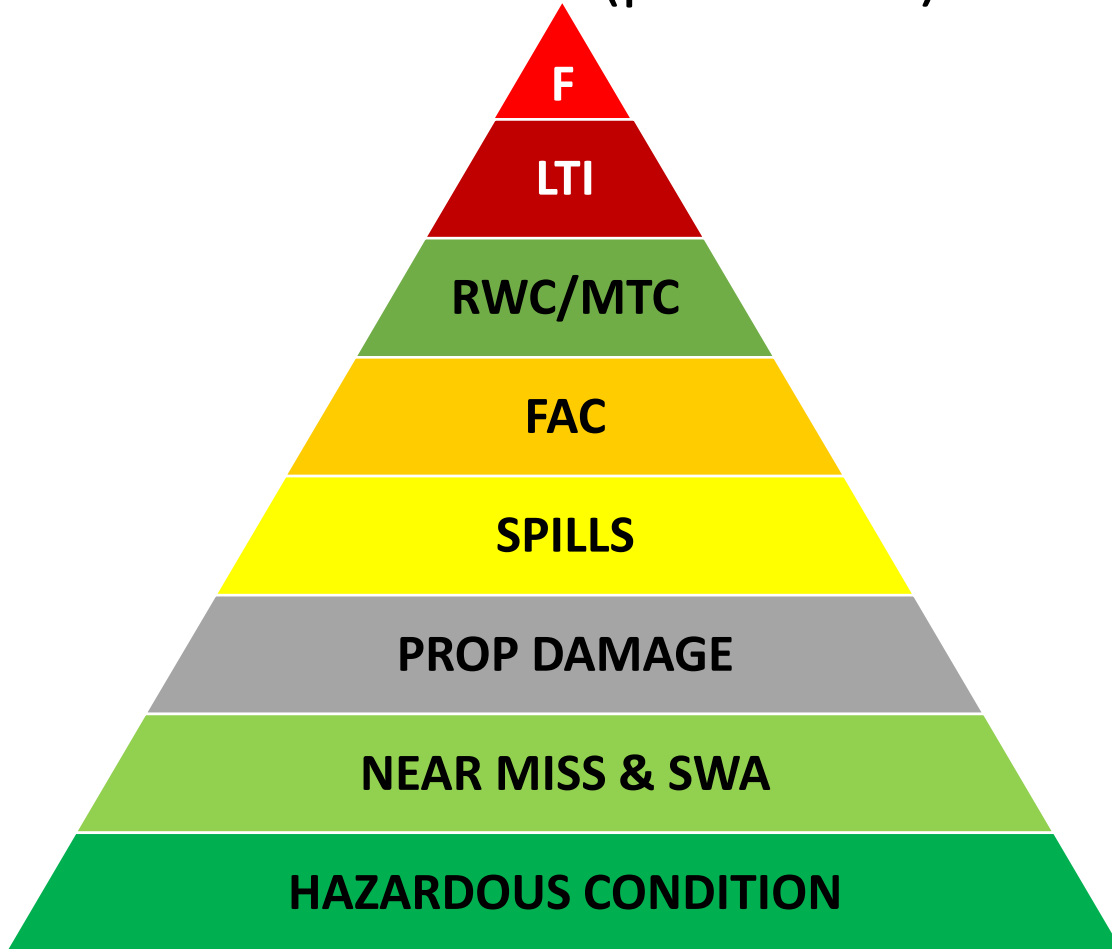 F
LTI
RWC/MTC
FAC
SPILLS
PROP DAMAGE
NEAR MISS & SWA
HAZARDOUS CONDITION